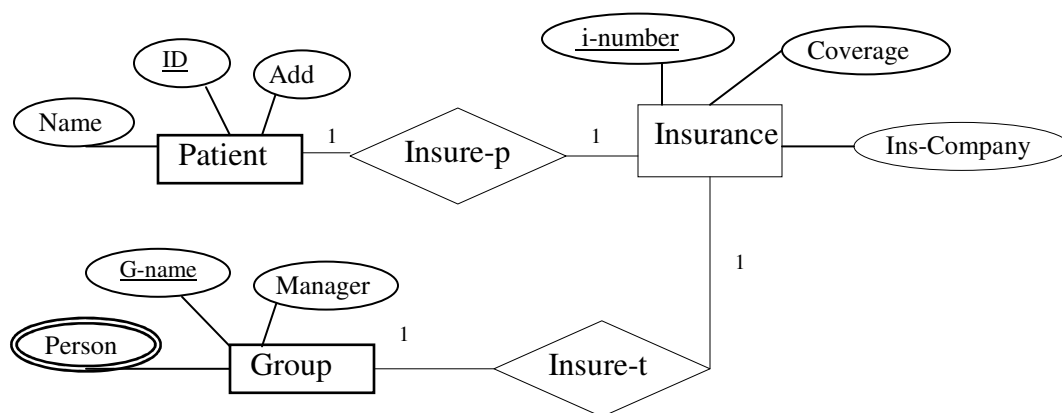 i-number
ID
Coverage
Add
Name
1
1
Patient
Insure-p
Insurance
Ins-Company
G-name
1
Manager
1
Person
Group
Insure-t